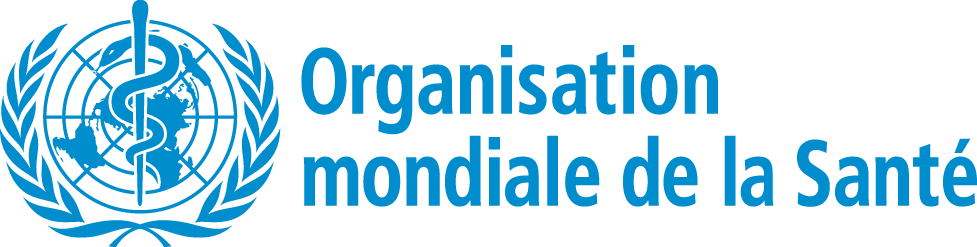 Organisation
mondiale de la Santé